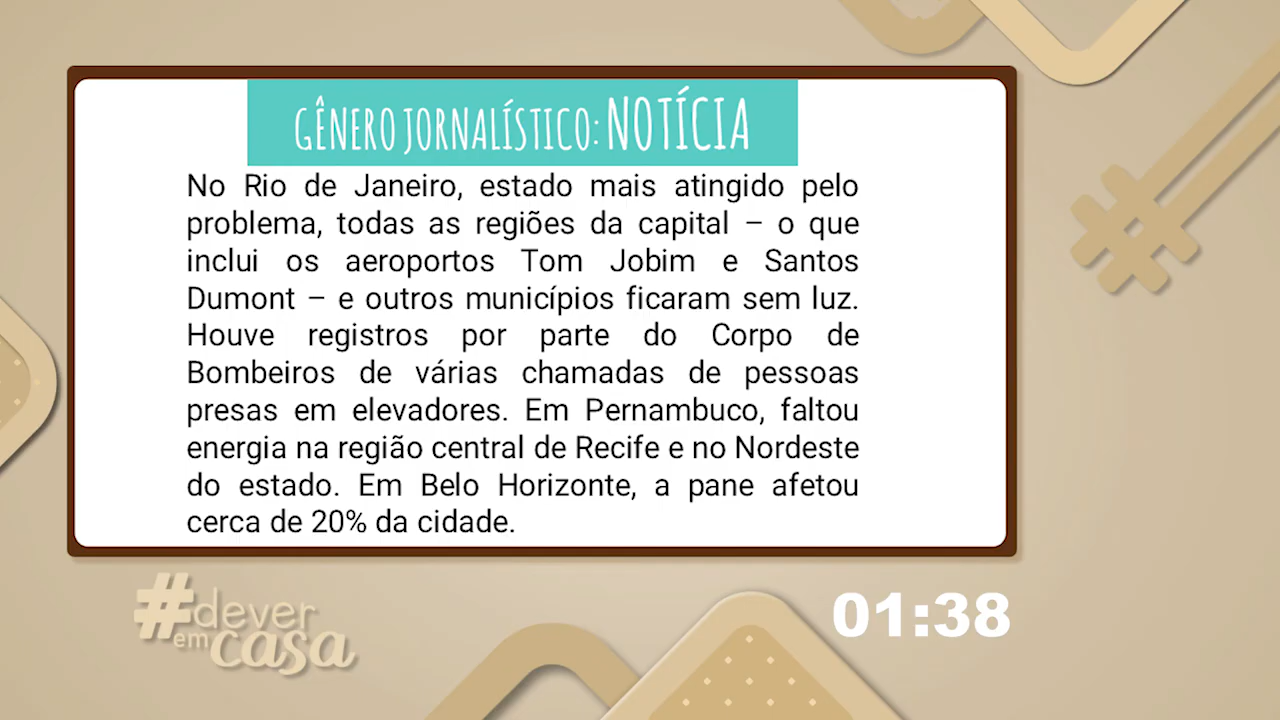 GÊNERO JORNALÍSTICO: NOTÍCIA
No Rio de Janeiro, estado mais atingido pelo
problema, todas as regiões da capital – o que
inclui os aeroportos Tom Jobim e Santos
Dumont – e outros municípios ficaram sem luz.
Houve registros por parte do Corpo de
Bombeiros de várias chamadas de pessoas
presas em elevadores. Em Pernambuco, faltou
energia na região central de Recife e no Nordeste
do estado. Em Belo Horizonte, a pane afetou
cerca de 20% da cidade.
#dever
em casa
01:38